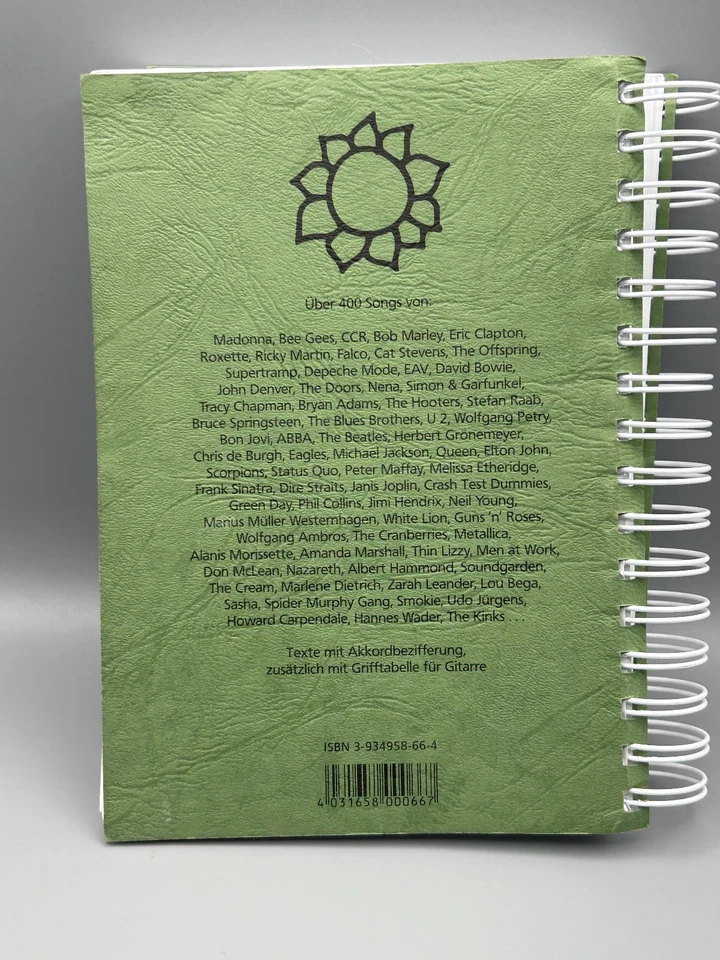 Über 400 Songs von:
Madonna, Bee Gees, CCR, Bob Marley, Eric Clapton,
Roxette, Ricky Martin, Falco, Cat Stevens, The Offspring,
Supertramp, Depeche Mode, EAV, David Bowie,
John Denver, The Doors, Nena, Simon & Garfunkel,
Tracy Chapman, Bryan Adams, The Hooters, Stefan Raab,
Bruce Springsteen, The Blues Brothers, U 2, Wolfgang Petry,
Bon Jovi, ABBA, The Beatles, Herbert Grönemeyer,
Chris de Burgh, Eagles, Michael Jackson, Queen, Elton John,
Scorpions, Status Quo, Peter Maffay, Melissa Etheridge,
Frank Sinatra, Dire Straits, Janis Joplin, Crash Test Dummies,
Green Day, Phil Collins, Jimi Hendrix, Neil Young,
Marius Müller Westernhagen, White Lion, Guns 'n' Roses,
Wolfgang Ambros, The Cranberries, Metallica,
Alanis Morissette, Amanda Marshall, Thin Lizzy, Men at Work,
Don McLean, Nazareth, Albert Hammond, Soundgarden,
The Cream, Marlene Dietrich, Zarah Leander, Lou Bega,
Sasha, Spider Murphy Gang, Smokie, Udo Jürgens,
Howard Carpendale, Hannes Wader, The Kinks . . .
Texte mit Akkordbezifferung,
zusätzlich mit Grifftabelle für Gitarre
ISBN 3-934958-66-4
4 031658 000667